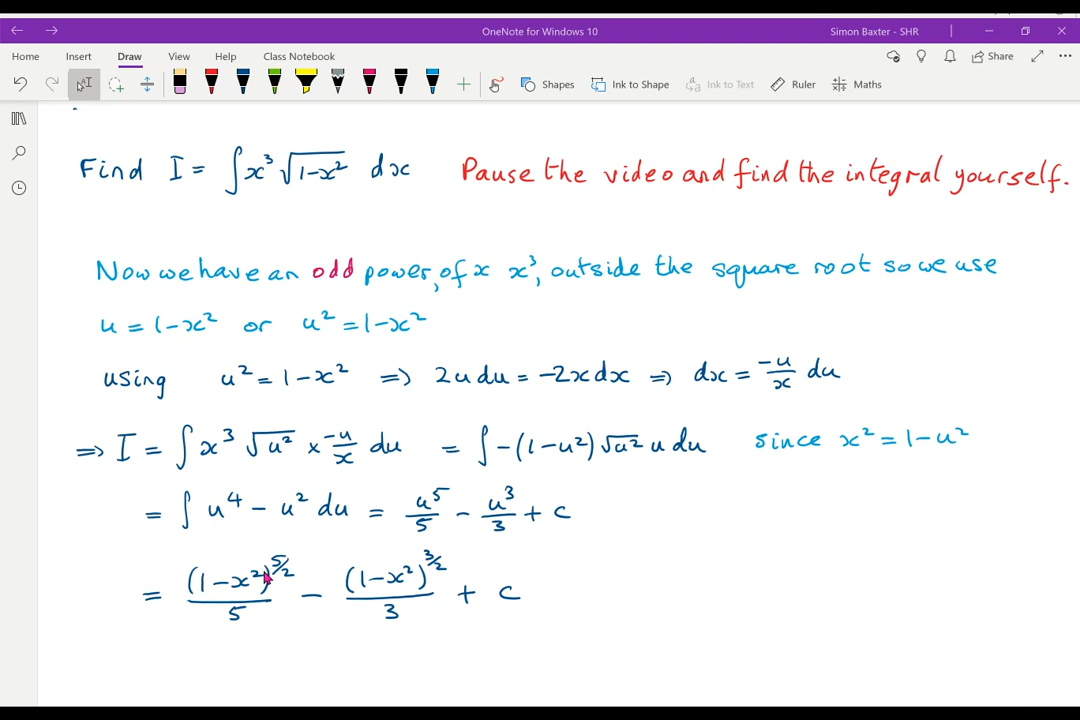 OneNote for Windows 10
Simon Baxter - SHR
Home Insert Draw View Help Class Notebook
Share
Shapes Ink to Shape Ink to Text Ruler Maths
Find I = ∫x³ √(1-x²) dx Pause the video and find the integral yourself.
Now we have an odd power, of x x³, outside the square root so we use
u = 1-x² or u² = 1-x²
using u² = 1-x² => 2u du = -2x dx => dx = -u/x du
=> I = ∫ x³ √u² × -u/x du = ∫ -(1-u²) √u² u du since x² = 1-u²
= ∫ u⁴ - u² du = u⁵/5 - u³/3 + c
= (1-x²)^5/2 / 5 - (1-x²)^3/2 / 3 + c